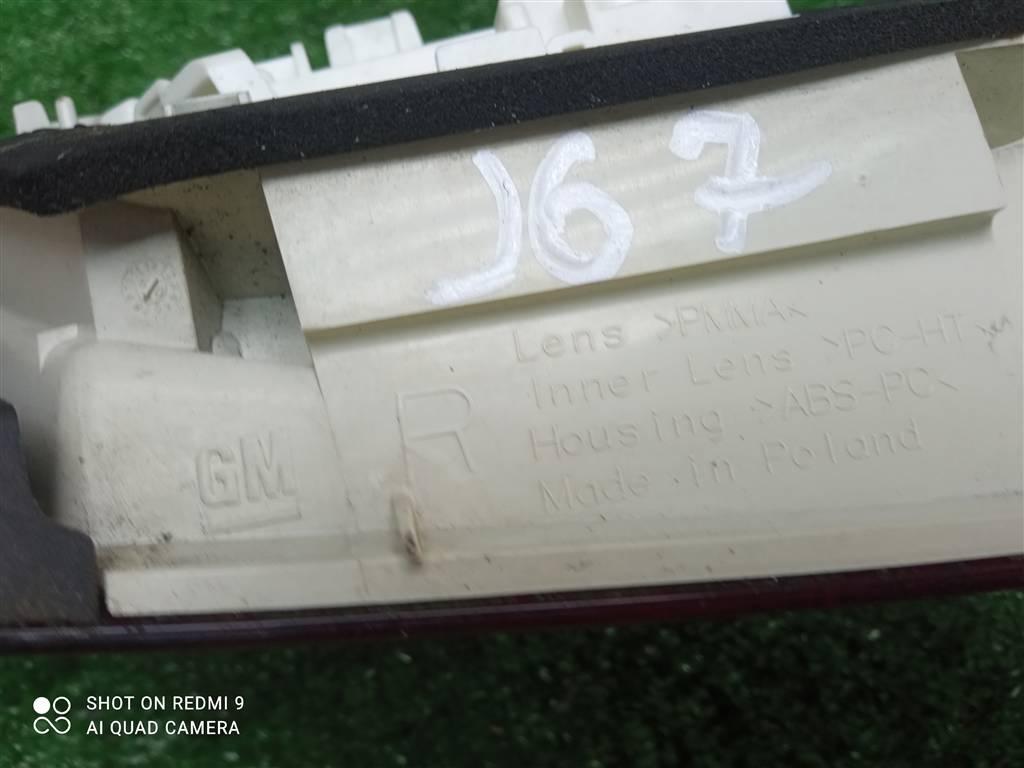 J67
Lens >PMMA<
Inner Lens >PC-HT<
Housing >ABS-PC<
Made in Poland
R
GM
SHOT ON REDMI 9
AI QUAD CAMERA